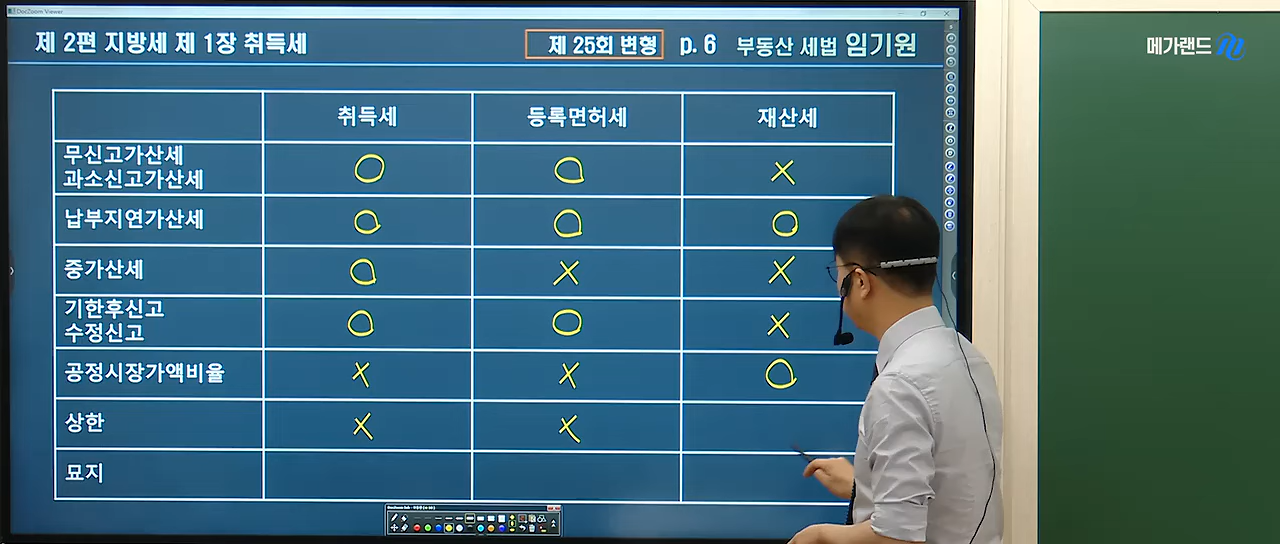 DocZoom Viewer
제 2편 지방세 제 1장 취득세
제 25회 변형 p. 6 부동산 세법 임기원
메가랜드
취득세 등록면허세 재산세
무신고가산세
과소신고가산세 O O X
납부지연가산세 O O O
중가산세 O X X
기한후신고
수정신고 O O X
공정시장가액비율 X X O
상한 X X
묘지